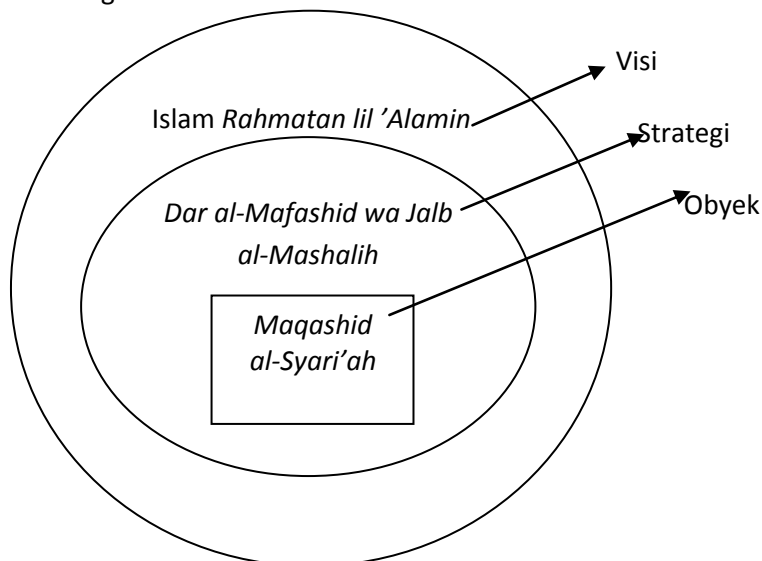 Visi
Islam Rahmatan lil ’Alamin
Strategi
Dar al-Mafashid wa Jalb
al-Mashalih
Obyek
Maqashid
al-Syari’ah